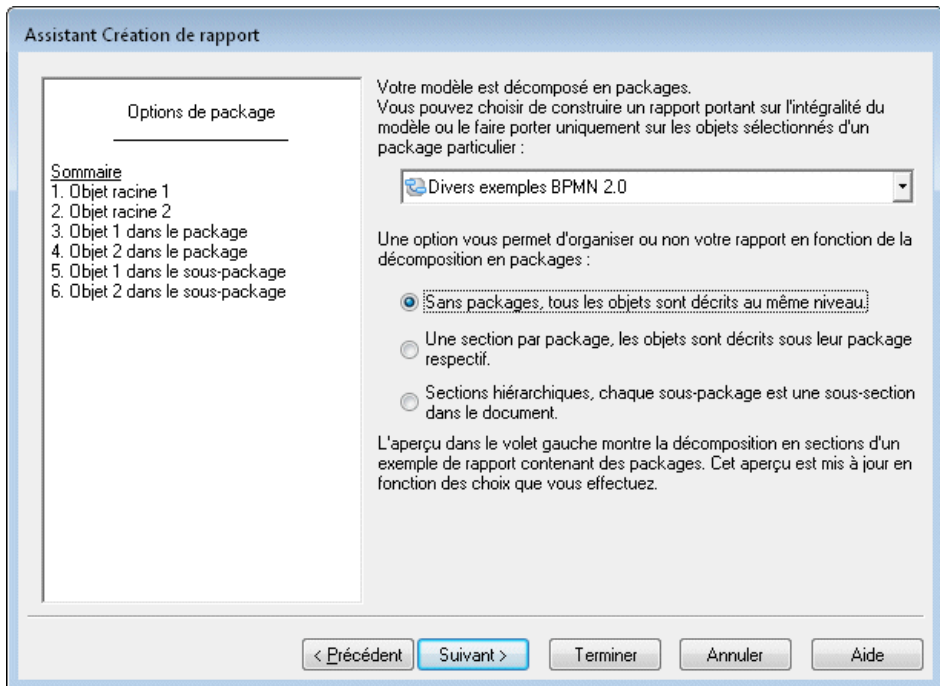 Assistant Création de rapport
Options de package
Sommaire
1. Objet racine 1
2. Objet racine 2
3. Objet 1 dans le package
4. Objet 2 dans le package
5. Objet 1 dans le sous-package
6. Objet 2 dans le sous-package
Votre modèle est décomposé en packages.
Vous pouvez choisir de construire un rapport portant sur l'intégralité du
modèle ou le faire porter uniquement sur les objets sélectionnés d'un
package particulier :
Divers exemples BPMN 2.0
Une option vous permet d'organiser ou non votre rapport en fonction de la
décomposition en packages :
Sans packages, tous les objets sont décrits au même niveau.
Une section par package, les objets sont décrits sous leur package
respectif.
Sections hiérarchiques, chaque sous-package est une sous-section
dans le document.
L'aperçu dans le volet gauche montre la décomposition en sections d'un
exemple de rapport contenant des packages. Cet aperçu est mis à jour en
fonction des choix que vous effectuez.
< Précédent
Suivant >
Terminer
Annuler
Aide